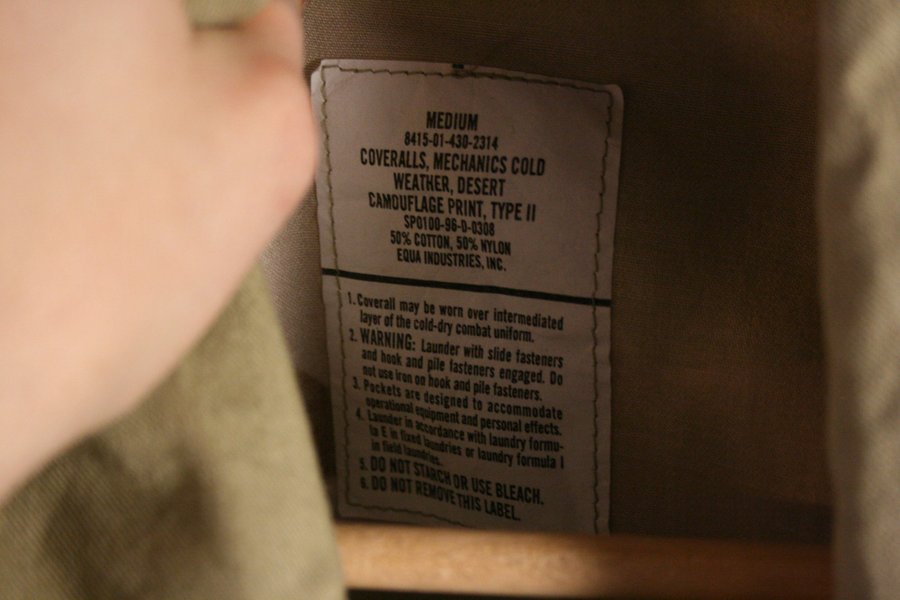 MEDIUM
8415-01-430-2314
COVERALLS, MECHANICS COLD
WEATHER, DESERT
CAMOUFLAGE PRINT, TYPE II
SPO100-96-D-0308
50% COTTON, 50% NYLON
EQUA INDUSTRIES, INC.
1. Coverall may be worn over intermediated
layer of the cold-dry combat uniform.
2. WARNING: Launder with slide fasteners
and hook and pile fasteners engaged. Do
not use iron on hook and pile fasteners.
3. Pockets are designed to accommodate
operational equipment and personal effects.
4. Launder in accordance with laundry formu-
la E in fixed laundries or laundry formula I
in field laundries.
5. DO NOT STARCH OR USE BLEACH.
6. DO NOT REMOVE THIS LABEL.